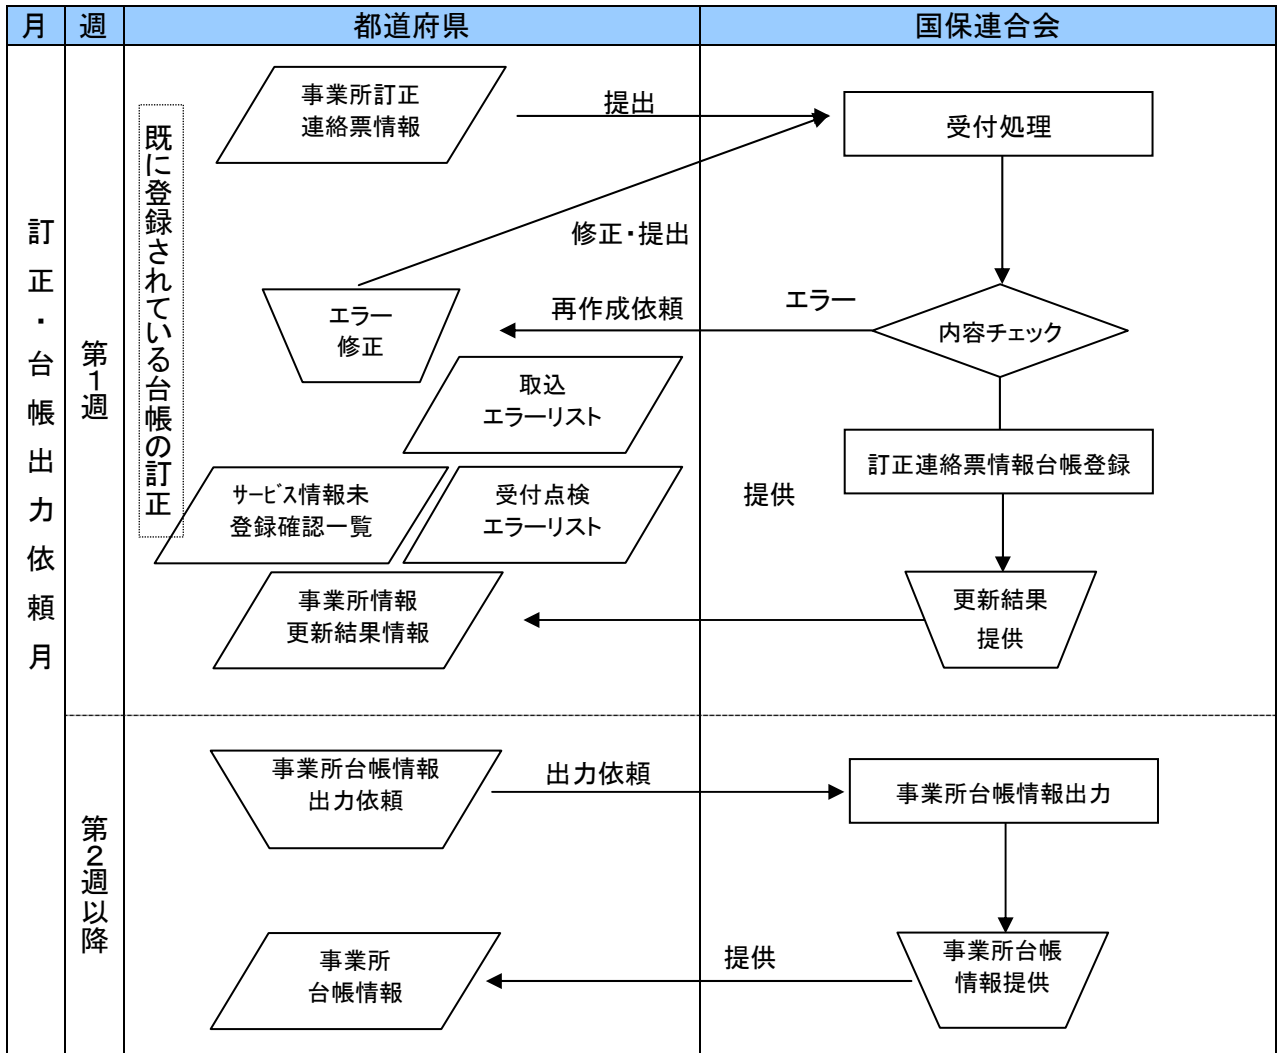 月
週
都道府県
国保連合会
訂正・台帳出力依頼月
第1週
既に登録されている台帳の訂正
事業所訂正
連絡票情報
提出
受付処理
修正・提出
エラー
修正
再作成依頼
エラー
内容チェック
取込
エラーリスト
訂正連絡票情報台帳登録
サービス情報未
登録確認一覧
受付点検
エラーリスト
提供
事業所情報
更新結果情報
更新結果
提供
第2週以降
事業所台帳情報
出力依頼
出力依頼
事業所台帳情報出力
事業所
台帳情報
提供
事業所台帳
情報提供